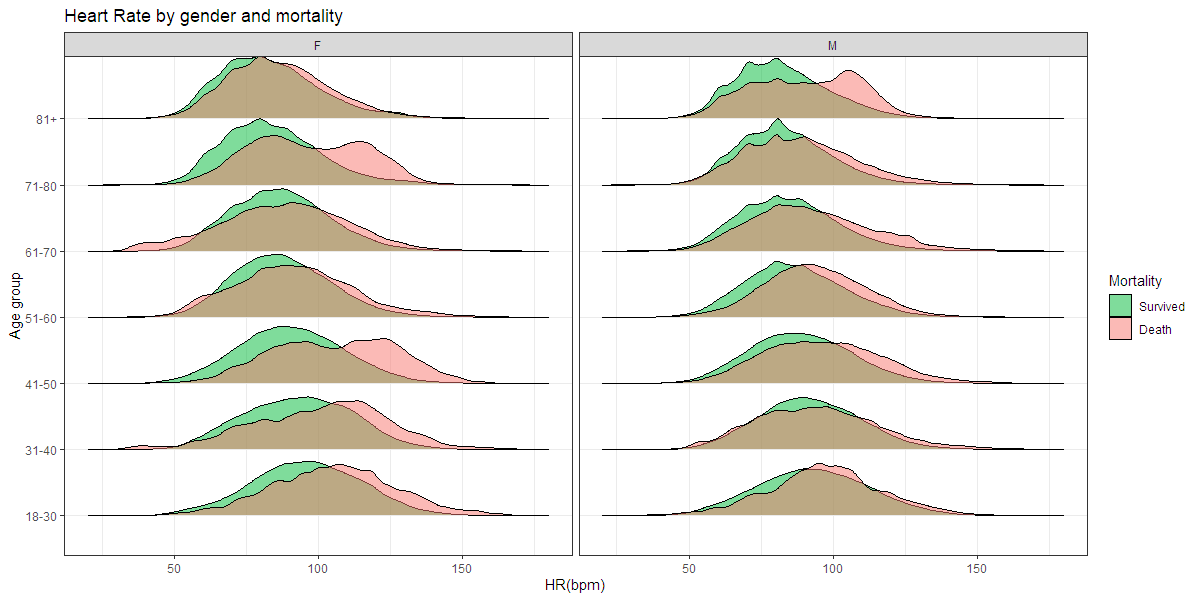 Heart Rate by gender and mortality
F
M
81+
71-80
61-70
51-60
41-50
31-40
18-30
Age group
50
100
150
50
100
150
HR(bpm)
Mortality
Survived
Death